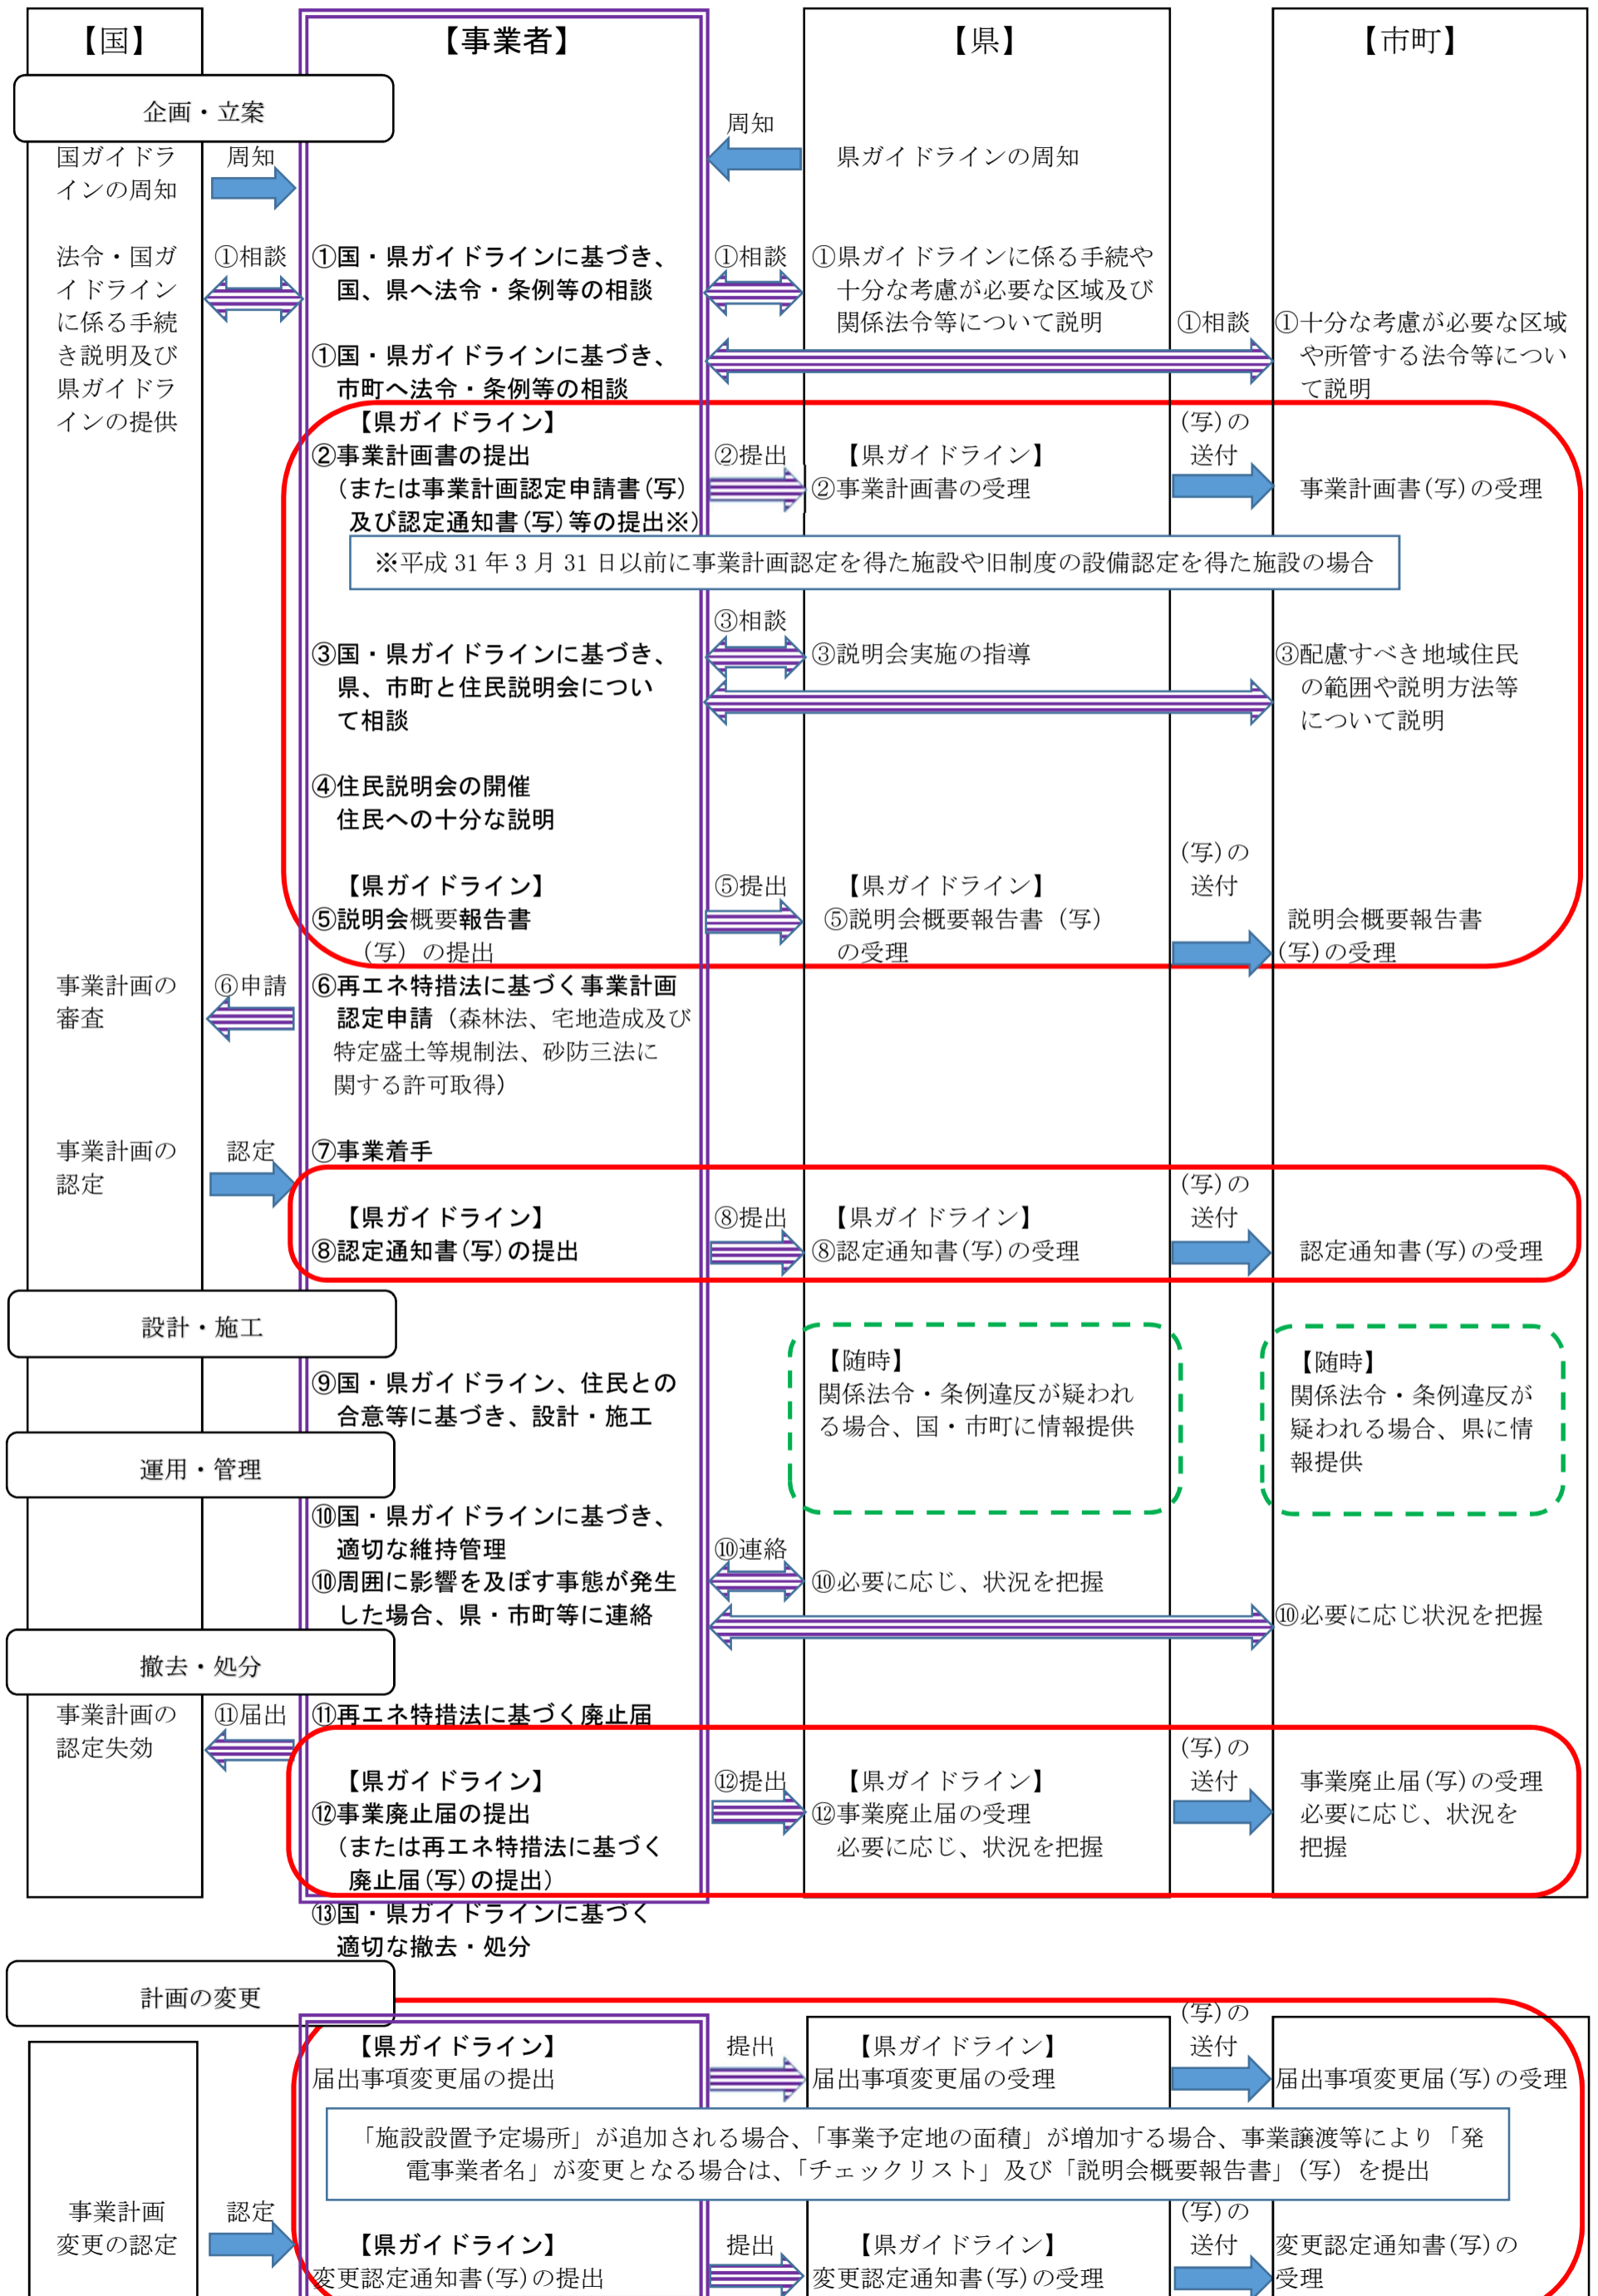 【国】
【事業者】
【県】
【市町】
企画・立案
国ガイドラ
インの周知
周知
周知
県ガイドラインの周知
法令・国ガ
イドライン
に係る手続
き説明及び
県ガイドラ
インの提供
①相談
①国・県ガイドラインに基づき、
国、県へ法令・条例等の相談
①相談
①県ガイドラインに係る手続や
十分な考慮が必要な区域及び
関係法令等について説明
①国・県ガイドラインに基づき、
市町へ法令・条例等の相談
①相談
①十分な考慮が必要な区域
や所管する法令等につい
て説明
【県ガイドライン】
②事業計画書の提出
（または事業計画認定申請書(写)
及び認定通知書(写)等の提出※）
②提出
【県ガイドライン】
②事業計画書の受理
(写)の
送付
事業計画書(写)の受理
※平成 31 年 3 月 31 日以前に事業計画認定を得た施設や旧制度の設備認定を得た施設の場合
③国・県ガイドラインに基づき、
県、市町と住民説明会につい
て相談
③相談
③説明会実施の指導
③配慮すべき地域住民
の範囲や説明方法等
について説明
④住民説明会の開催
住民への十分な説明
【県ガイドライン】
⑤説明会概要報告書
（写）の提出
⑤提出
【県ガイドライン】
⑤説明会概要報告書（写）
の受理
(写)の
送付
説明会概要報告書
(写)の受理
事業計画の
審査
⑥申請
⑥再エネ特措法に基づく事業計画
認定申請（森林法、宅地造成及び
特定盛土等規制法、砂防三法に
関する許可取得）
事業計画の
認定
認定
⑦事業着手
【県ガイドライン】
⑧認定通知書(写)の提出
⑧提出
【県ガイドライン】
⑧認定通知書(写)の受理
(写)の
送付
認定通知書(写)の受理
設計・施工
⑨国・県ガイドライン、住民との
合意等に基づき、設計・施工
【随時】
関係法令・条例違反が疑われ
る場合、国・市町に情報提供
【随時】
関係法令・条例違反が
疑われる場合、県に情
報提供
運用・管理
⑩国・県ガイドラインに基づき、
適切な維持管理
⑩周囲に影響を及ぼす事態が発生
した場合、県・市町等に連絡
⑩連絡
⑩必要に応じ、状況を把握
⑩必要に応じ状況を把握
撤去・処分
事業計画の
認定失効
⑪届出
⑪再エネ特措法に基づく廃止届
【県ガイドライン】
⑫事業廃止届の提出
（または再エネ特措法に基づく
廃止届(写)の提出）
⑫提出
【県ガイドライン】
⑫事業廃止届の受理
必要に応じ、状況を把握
(写)の
送付
事業廃止届(写)の受理
必要に応じ、状況を
把握
⑬国・県ガイドラインに基づく
適切な撤去・処分
計画の変更
【県ガイドライン】
届出事項変更届の提出
提出
【県ガイドライン】
届出事項変更届の受理
(写)の
送付
届出事項変更届(写)の受理
「施設設置予定場所」が追加される場合、「事業予定地の面積」が増加する場合、事業譲渡等により「発
電事業者名」が変更となる場合は、「チェックリスト」及び「説明会概要報告書」（写）を提出
事業計画
変更の認定
認定
【県ガイドライン】
変更認定通知書(写)の提出
提出
【県ガイドライン】
変更認定通知書(写)の受理
(写)の
送付
変更認定通知書(写)の
受理